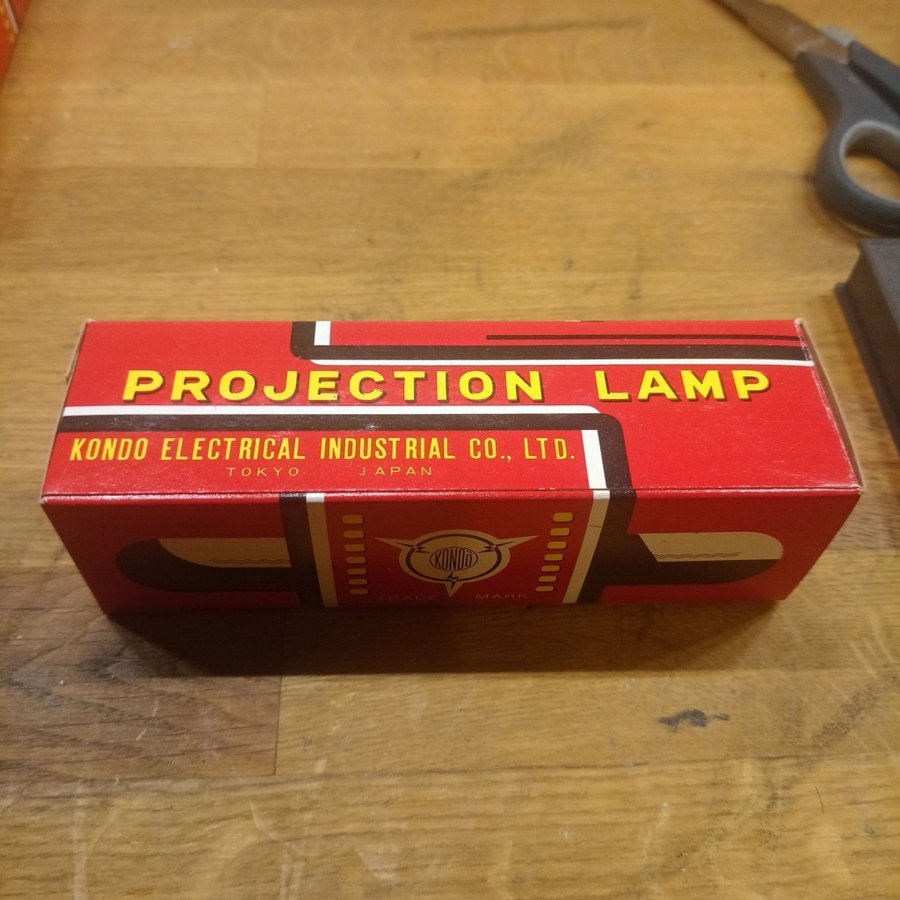 PROJECTION LAMP
KONDO ELECTRICAL INDUSTRIAL CO., LTD.
TOKYO JAPAN
KONDO
TRADE MARK